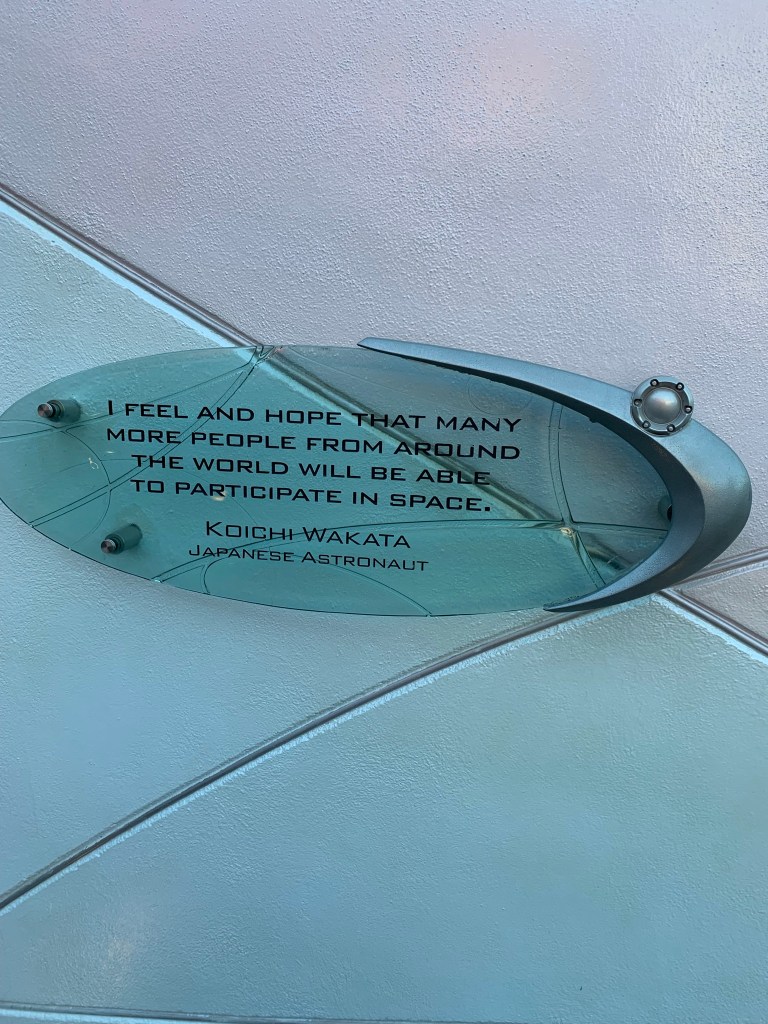 I FEEL AND HOPE THAT MANY
MORE PEOPLE FROM AROUND
THE WORLD WILL BE ABLE
TO PARTICIPATE IN SPACE.
KOICHI WAKATA
JAPANESE ASTRONAUT